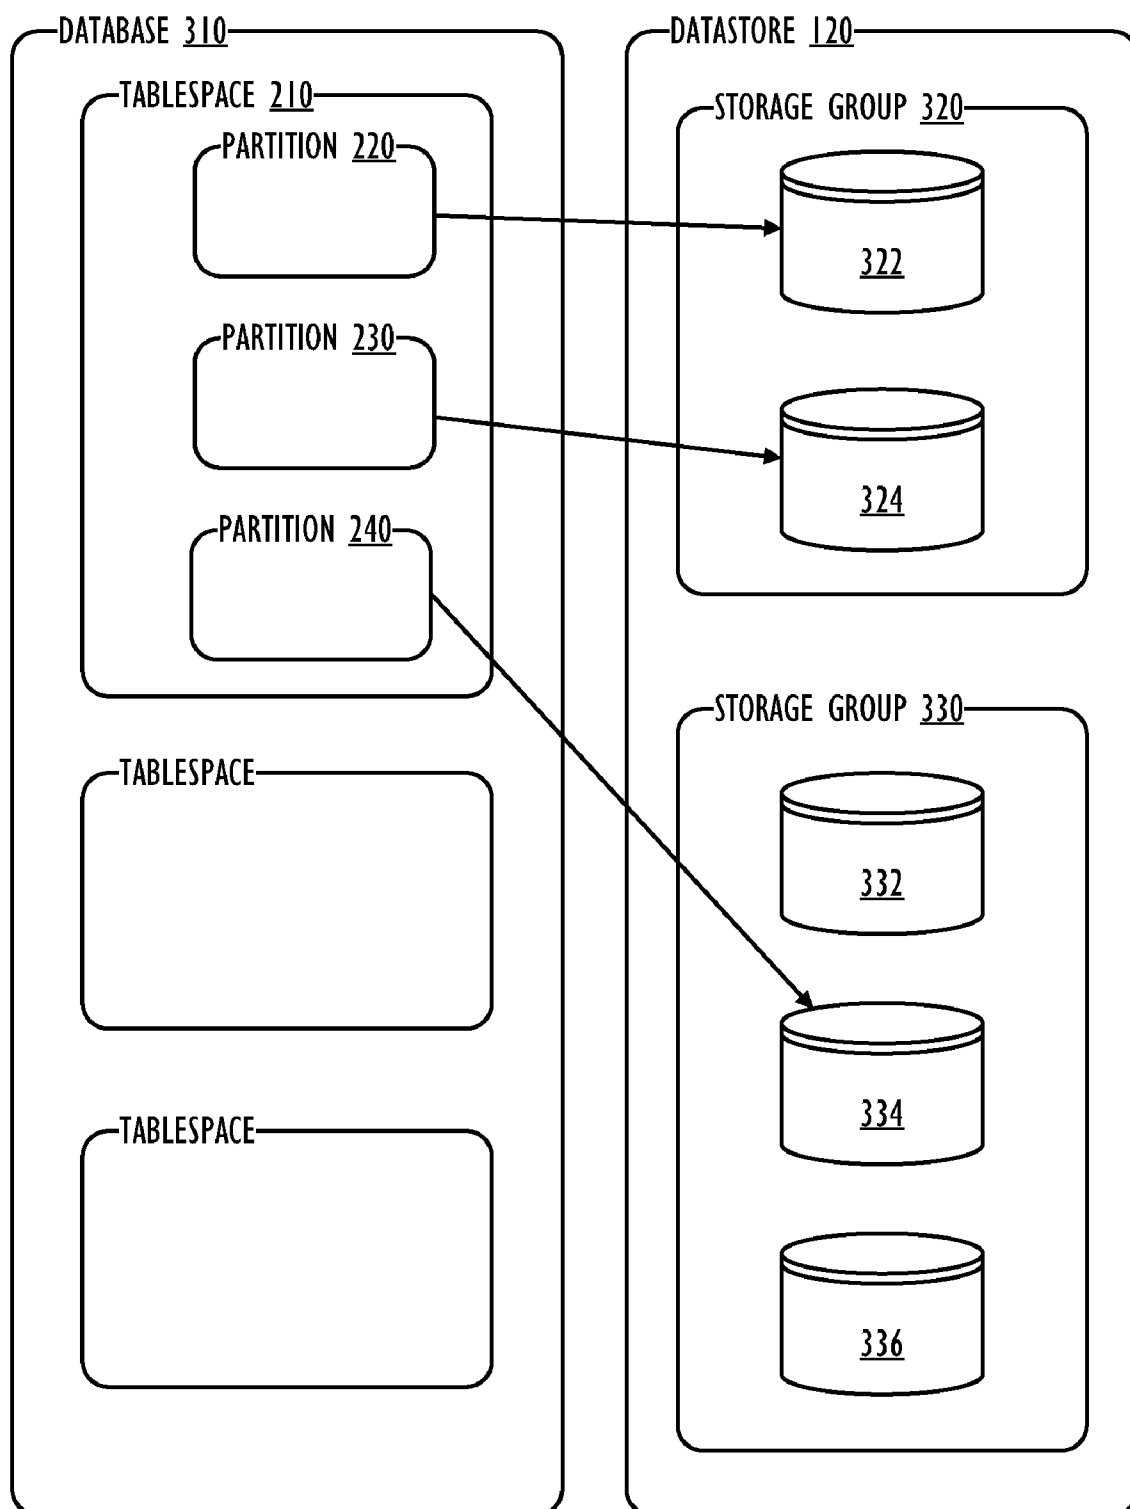 DATABASE 310
TABLESPACE 210
PARTITION 220
PARTITION 230
PARTITION 240
TABLESPACE
TABLESPACE
DATASTORE 120
STORAGE GROUP 320
322
324
STORAGE GROUP 330
332
334
336